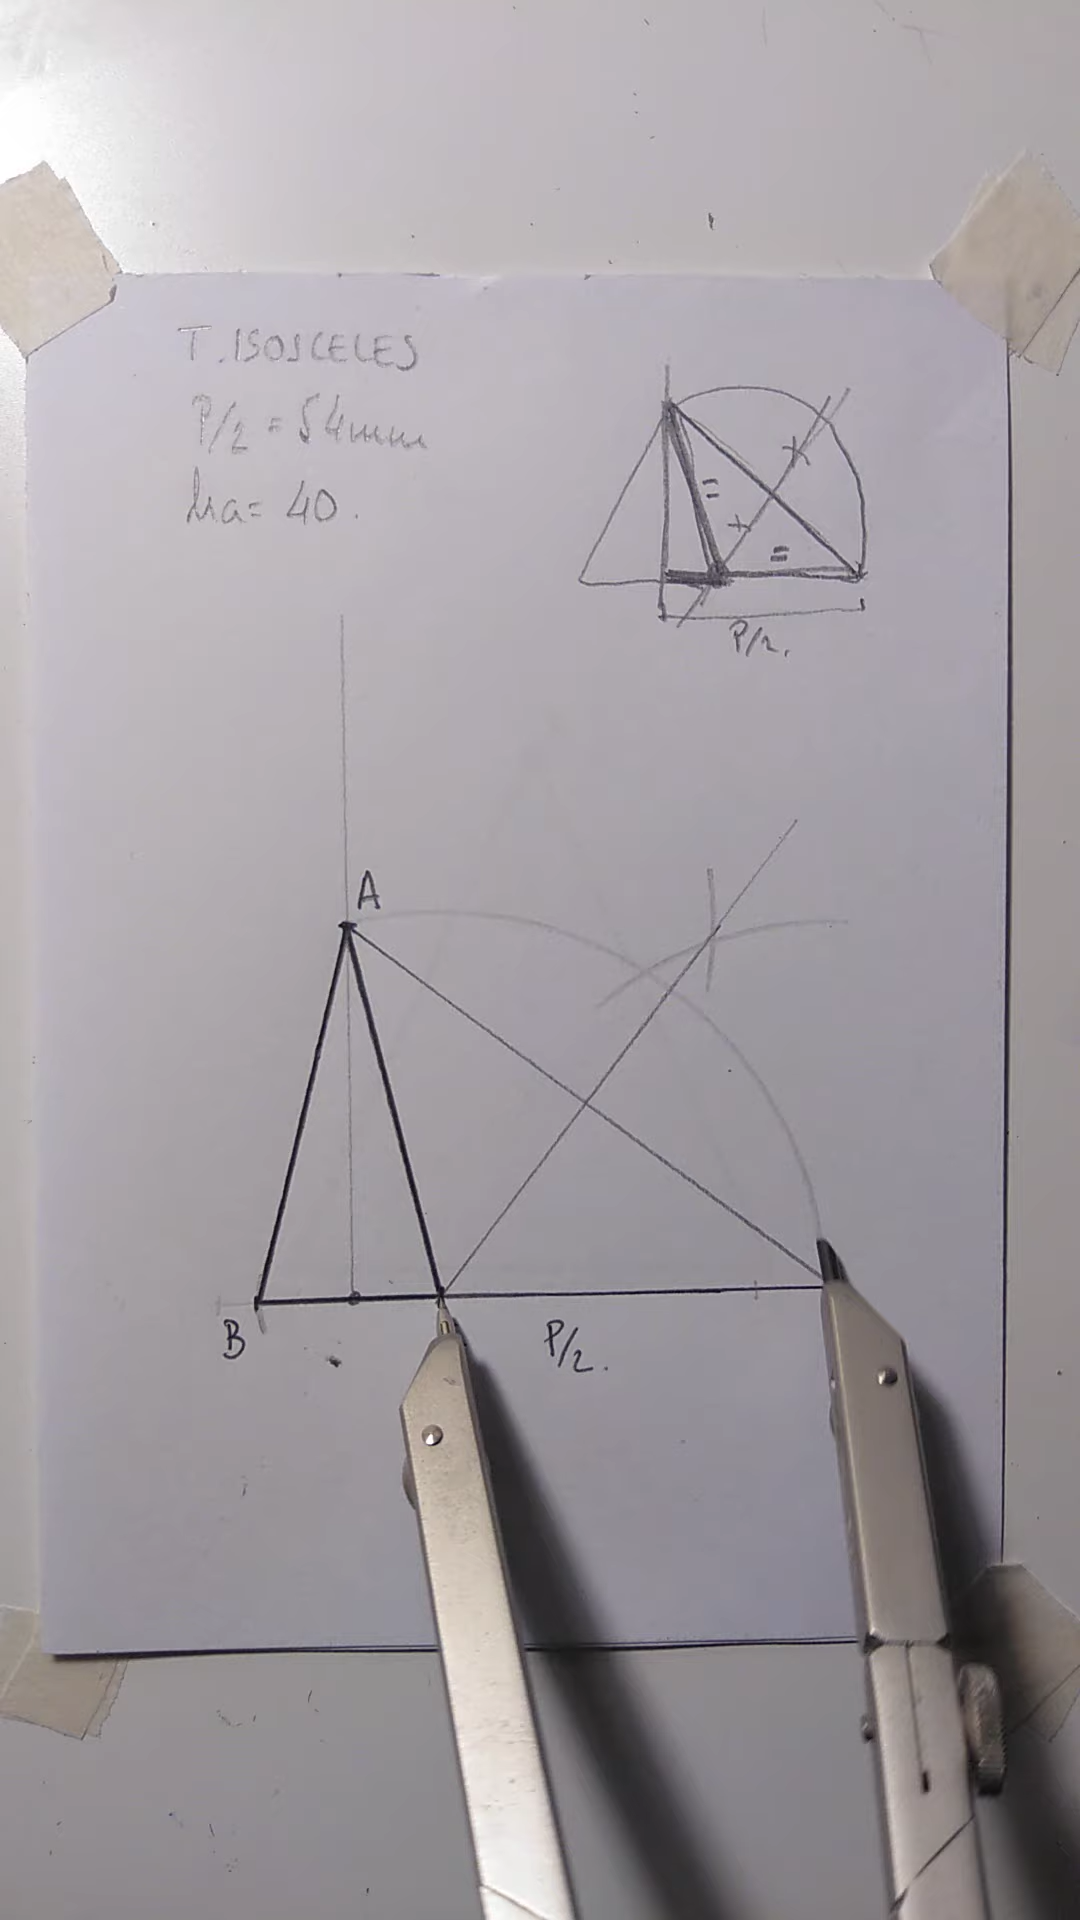 T. ISOSCELES
P/2 = 54mm
ha= 40.
P/2.
A
B
P/2.